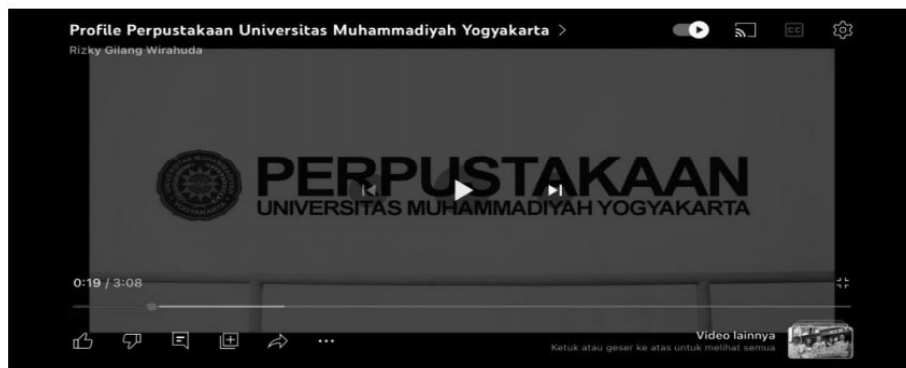 Profile Perpustakaan Universitas Muhammadiyah Yogyakarta >
Rizky Gilang Wirahuda
CC
PERPUSTAKAAN
UNIVERSITAS MUHAMMADIYAH YOGYAKARTA
0:19 / 3:08
Video lainnya
Ketuk atau geser ke atas untuk melihat semua